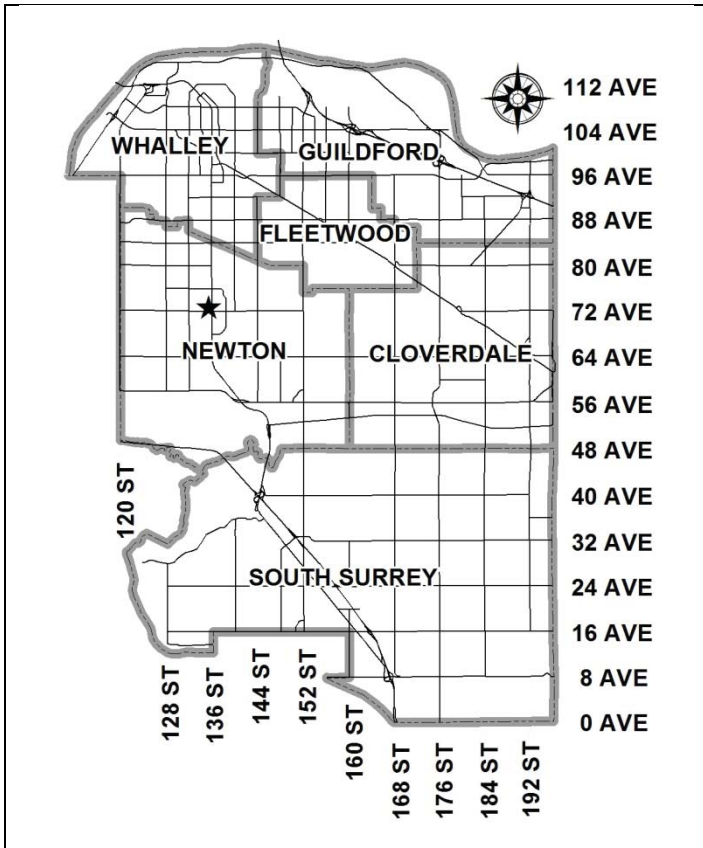 112 AVE
104 AVE
WHALLEY
GUILDFORD
96 AVE
88 AVE
FLEETWOOD
80 AVE
72 AVE
NEWTON
CLOVERDALE
64 AVE
56 AVE
48 AVE
120 ST
40 AVE
32 AVE
SOUTH SURREY
24 AVE
16 AVE
8 AVE
0 AVE
128 ST
136 ST
144 ST
152 ST
160 ST
168 ST
176 ST
184 ST
192 ST